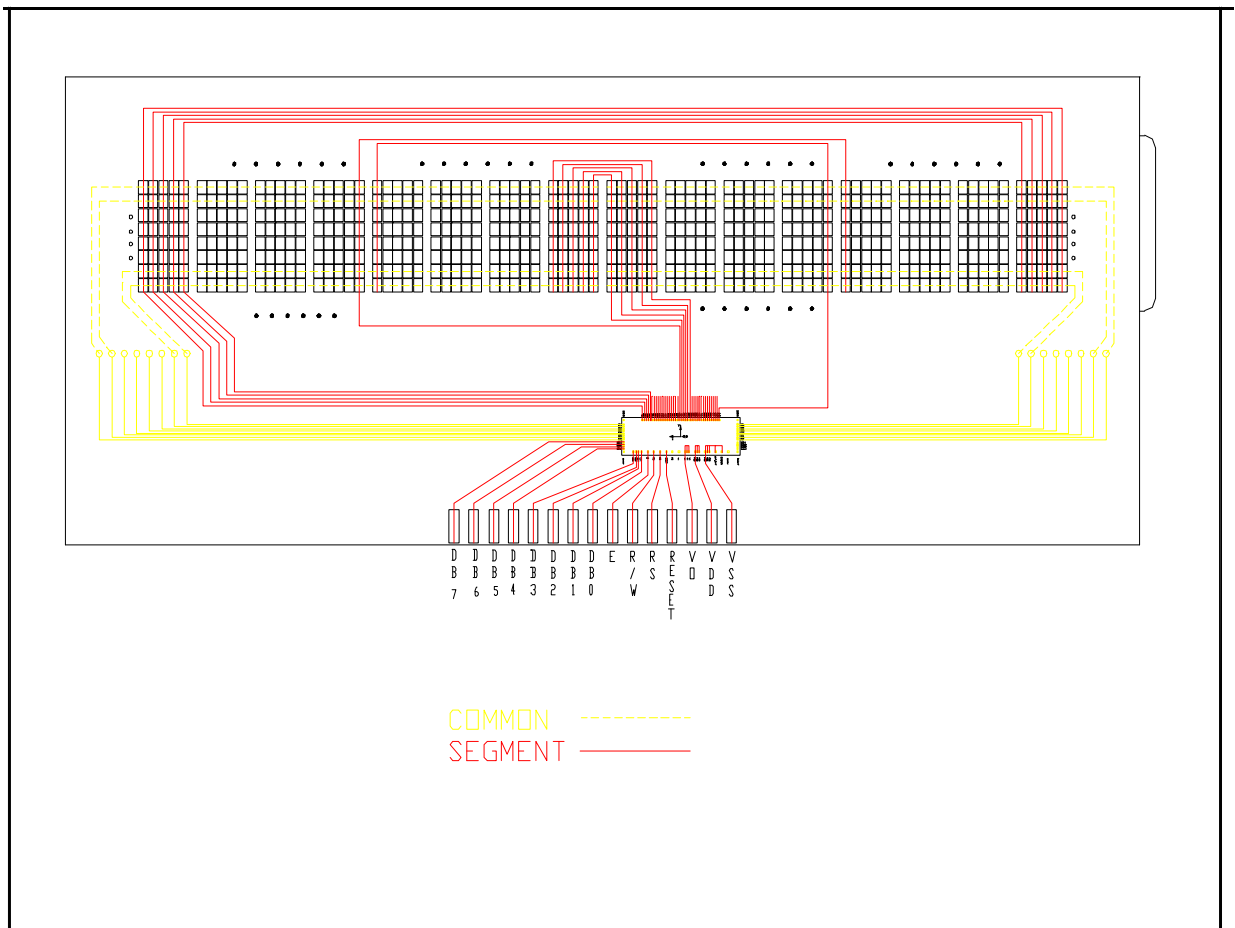 DB7
DB6
DB5
DB4
DB3
DB2
DB1
DB0
E
R/W
RS
RESET
VO
VDD
VSS
COMMON
SEGMENT